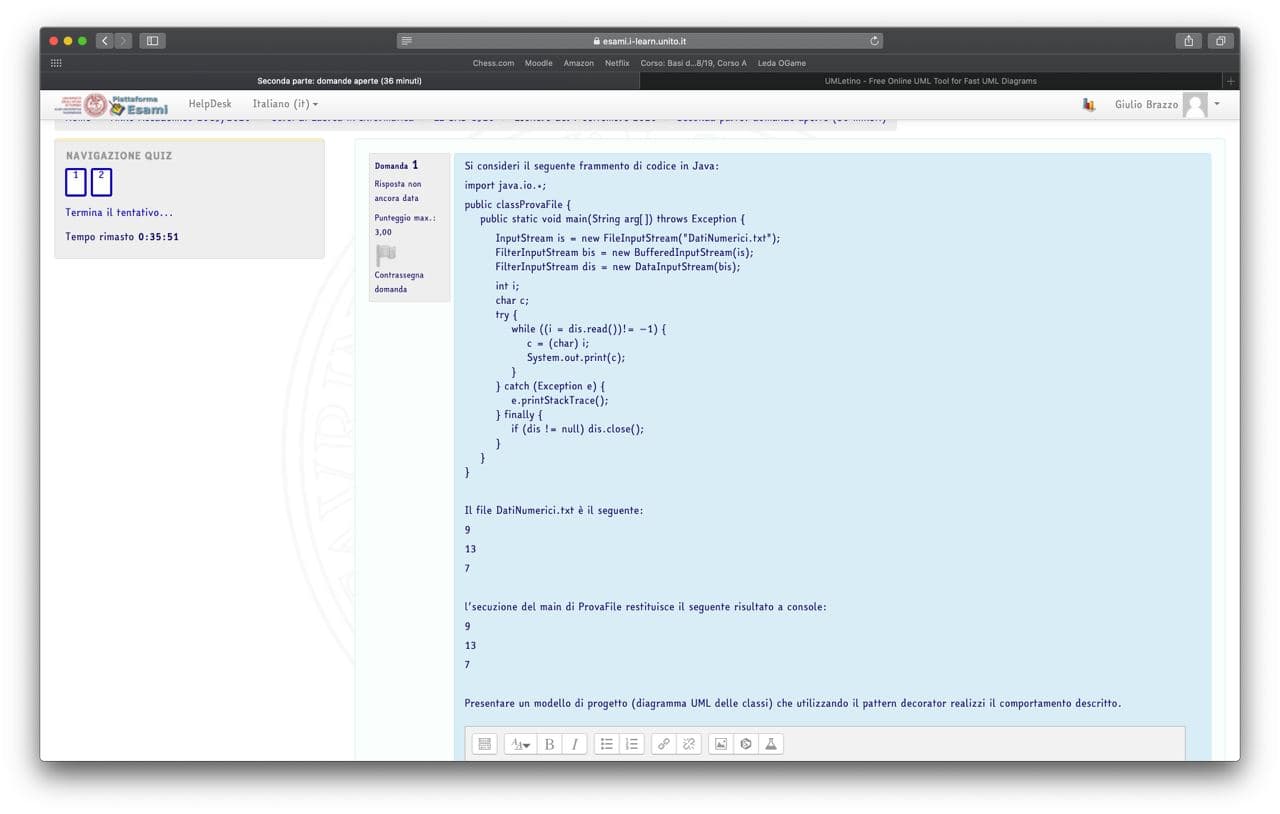 esami.i-learn.unito.it
Chess.com Moodle Amazon Netflix Corso: Basi d...8/19, Corso A Leda OGame
Seconda parte: domande aperte (36 minuti)
UMLetino - Free Online UML Tool for Fast UML Diagrams
Piattaforma
Esami
HelpDesk Italiano (it)
Giulio Brazzo
NAVIGAZIONE QUIZ
1 2
Termina il tentativo...
Tempo rimasto 0:35:51
Domanda 1
Risposta non
ancora data
Punteggio max.:
3,00
Contrassegna
domanda
Si consideri il seguente frammento di codice in Java:
import java.io.*;
public classProvaFile {
public static void main(String arg[]) throws Exception {
InputStream is = new FileInputStream("DatiNumerici.txt");
FilterInputStream bis = new BufferedInputStream(is);
FilterInputStream dis = new DataInputStream(bis);
int i;
char c;
try {
while ((i = dis.read())!= -1) {
c = (char) i;
System.out.print(c);
}
} catch (Exception e) {
e.printStackTrace();
} finally {
if (dis != null) dis.close();
}
}
}
Il file DatiNumerici.txt è il seguente:
9
13
7
l'secuzione del main di ProvaFile restituisce il seguente risultato a console:
9
13
7
Presentare un modello di progetto (diagramma UML delle classi) che utilizzando il pattern decorator realizzi il comportamento descritto.